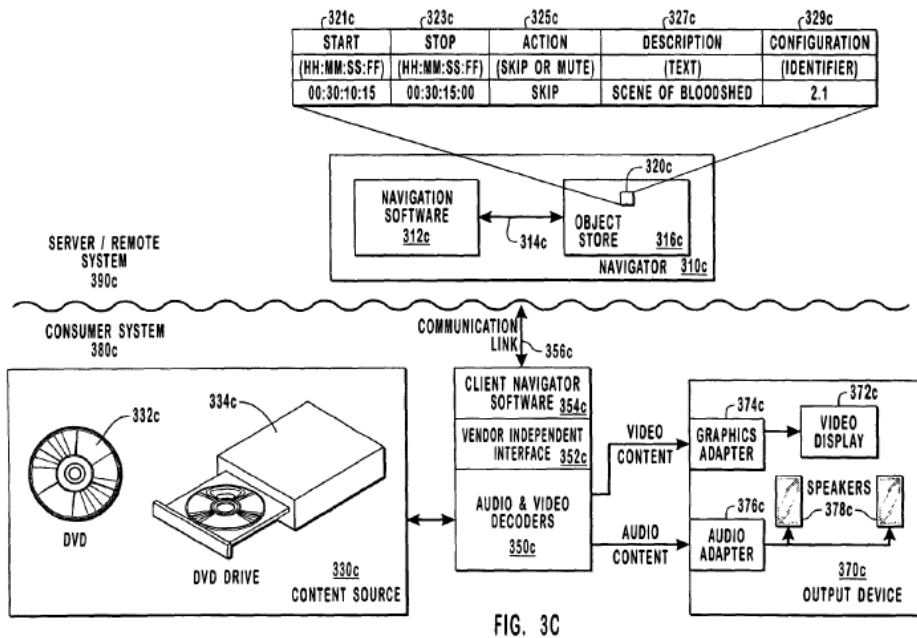 321c 323c 325c 327c 329c
START STOP ACTION DESCRIPTION CONFIGURATION
(HH:MM:SS:FF) (HH:MM:SS:FF) (SKIP OR MUTE) (TEXT) (IDENTIFIER)
00:30:10:15 00:30:15:00 SKIP SCENE OF BLOODSHED 2.1
320c
NAVIGATION
SOFTWARE
312c
314c
OBJECT
STORE
316c
NAVIGATOR 310c
SERVER / REMOTE
SYSTEM
390c
CONSUMER SYSTEM
380c
COMMUNICATION
LINK
356c
332c
334c
DVD
DVD DRIVE
330c
CONTENT SOURCE
CLIENT NAVIGATOR
SOFTWARE 354c
VENDOR INDEPENDENT
INTERFACE 352c
AUDIO & VIDEO
DECODERS
350c
VIDEO
CONTENT
AUDIO
CONTENT
374c
GRAPHICS
ADAPTER
372c
VIDEO
DISPLAY
SPEAKERS
378c
376c
AUDIO
ADAPTER
370c
OUTPUT DEVICE
FIG. 3C